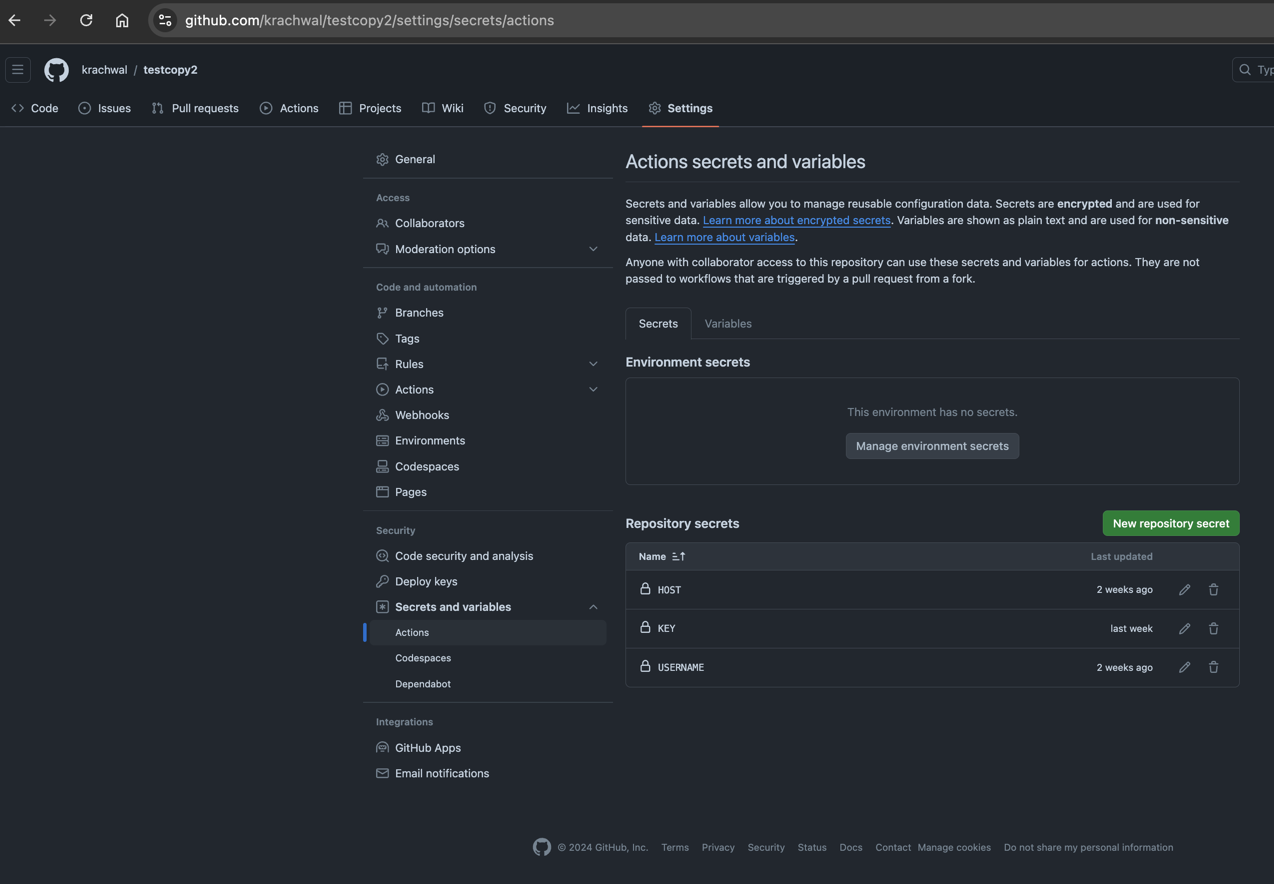 github.com/krachwal/testcopy2/settings/secrets/actions
krachwal / testcopy2
Typ
Code Issues Pull requests Actions Projects Wiki Security Insights Settings
General
Access
Collaborators
Moderation options
Code and automation
Branches
Tags
Rules
Actions
Webhooks
Environments
Codespaces
Pages
Security
Code security and analysis
Deploy keys
Secrets and variables
Actions
Codespaces
Dependabot
Integrations
GitHub Apps
Email notifications
Actions secrets and variables
Secrets and variables allow you to manage reusable configuration data. Secrets are encrypted and are used for
sensitive data. Learn more about encrypted secrets. Variables are shown as plain text and are used for non-sensitive
data. Learn more about variables.
Anyone with collaborator access to this repository can use these secrets and variables for actions. They are not
passed to workflows that are triggered by a pull request from a fork.
Secrets Variables
Environment secrets
This environment has no secrets.
Manage environment secrets
Repository secrets New repository secret
Name Last updated
HOST 2 weeks ago
KEY last week
USERNAME 2 weeks ago
© 2024 GitHub, Inc. Terms Privacy Security Status Docs Contact Manage cookies Do not share my personal information